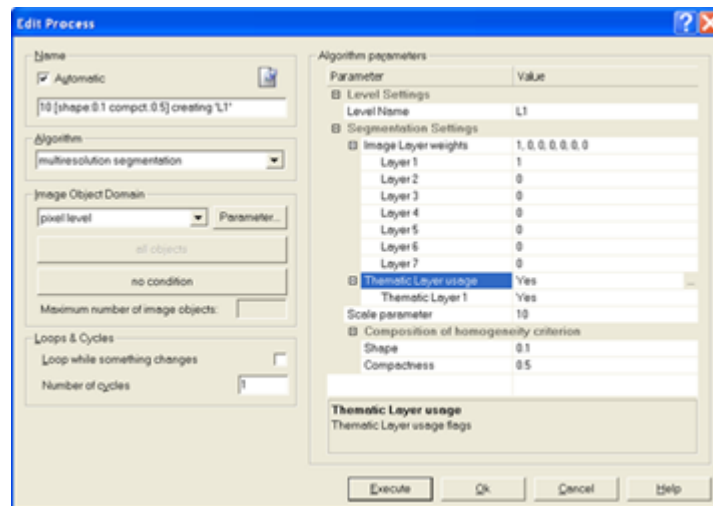 Edit Process
Name
Automatic
10 [shape:0.1 compct.:0.5] creating 'L1'
Algorithm
multiresolution segmentation
Image Object Domain
pixel level
Parameter...
all objects
no condition
Maximum number of image objects:
Loops & Cycles
Loop while something changes
Number of cycles
1
Algorithm parameters
Parameter Value
Level Settings
Level Name L1
Segmentation Settings
Image Layer weights 1, 0, 0, 0, 0, 0, 0
Layer 1 1
Layer 2 0
Layer 3 0
Layer 4 0
Layer 5 0
Layer 6 0
Layer 7 0
Thematic Layer usage Yes ...
Thematic Layer 1 Yes
Scale parameter 10
Composition of homogeneity criterion
Shape 0.1
Compactness 0.5
Thematic Layer usage
Thematic Layer usage flags
Execute Ok Cancel Help